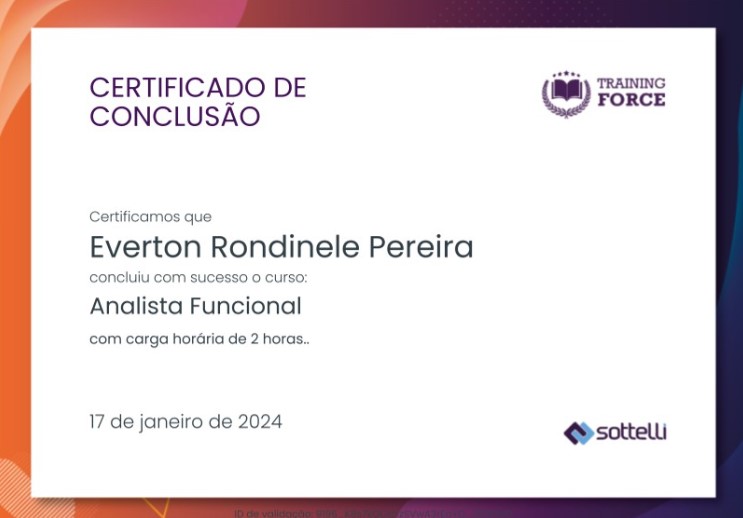 CERTIFICADO DE
CONCLUSÃO
TRAINING
FORCE
Certificamos que
Everton Rondinele Pereira
concluiu com sucesso o curso:
Analista Funcional
com carga horária de 2 horas..
17 de janeiro de 2024
sottelli
ID de validação: